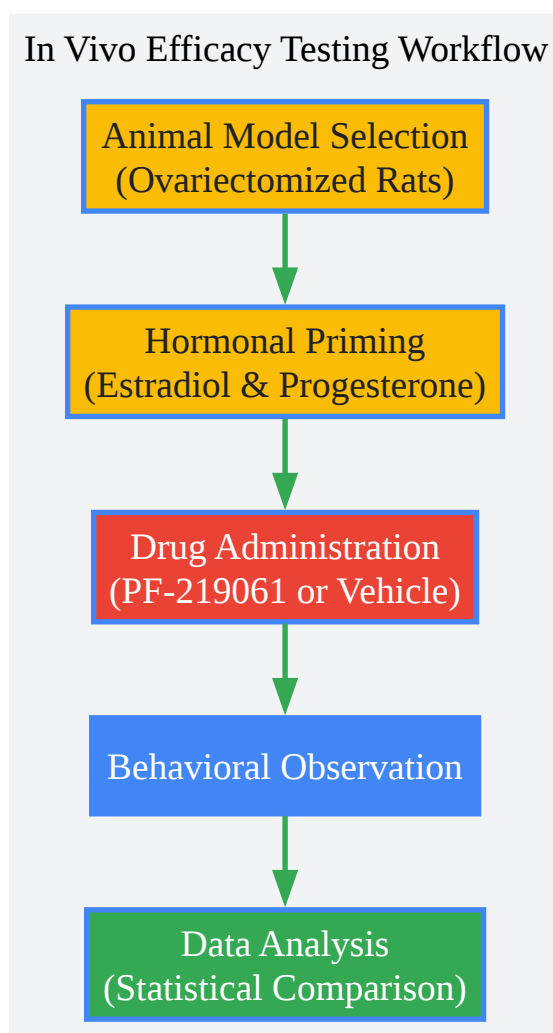 In Vivo Efficacy Testing Workflow
Animal Model Selection
(Ovariectomized Rats)
Hormonal Priming
(Estradiol & Progesterone)
Drug Administration
(PF-219061 or Vehicle)
Behavioral Observation
Data Analysis
(Statistical Comparison)